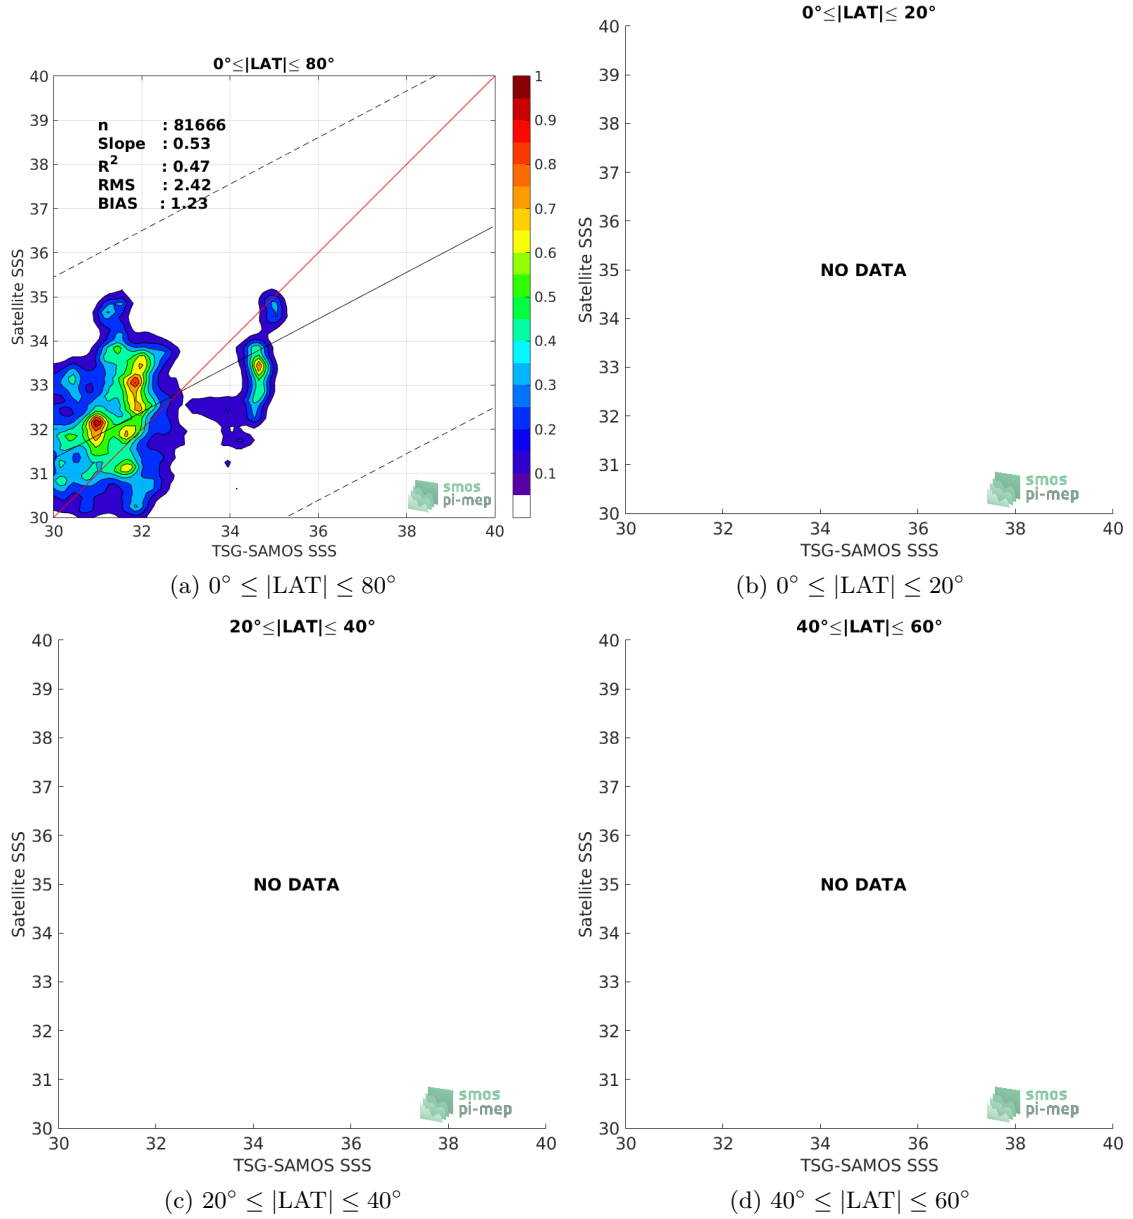 0°≤|LAT|≤ 80°
40
39
38
37
36
35
34
33
32
31
30
Satellite SSS
n : 81666
Slope : 0.53
R² : 0.47
RMS : 2.42
BIAS : 1.23
smos
pi-mep
30 32 34 36 38 40
TSG-SAMOS SSS
1
0.9
0.8
0.7
0.6
0.5
0.4
0.3
0.2
0.1
(a) 0° ≤ |LAT| ≤ 80°
0°≤|LAT|≤ 20°
40
39
38
37
36
35
34
33
32
31
30
Satellite SSS
NO DATA
smos
pi-mep
30 32 34 36 38 40
TSG-SAMOS SSS
(b) 0° ≤ |LAT| ≤ 20°
20°≤|LAT|≤ 40°
40
39
38
37
36
35
34
33
32
31
30
Satellite SSS
NO DATA
smos
pi-mep
30 32 34 36 38 40
TSG-SAMOS SSS
(c) 20° ≤ |LAT| ≤ 40°
40°≤|LAT|≤ 60°
40
39
38
37
36
35
34
33
32
31
30
Satellite SSS
NO DATA
smos
pi-mep
30 32 34 36 38 40
TSG-SAMOS SSS
(d) 40° ≤ |LAT| ≤ 60°